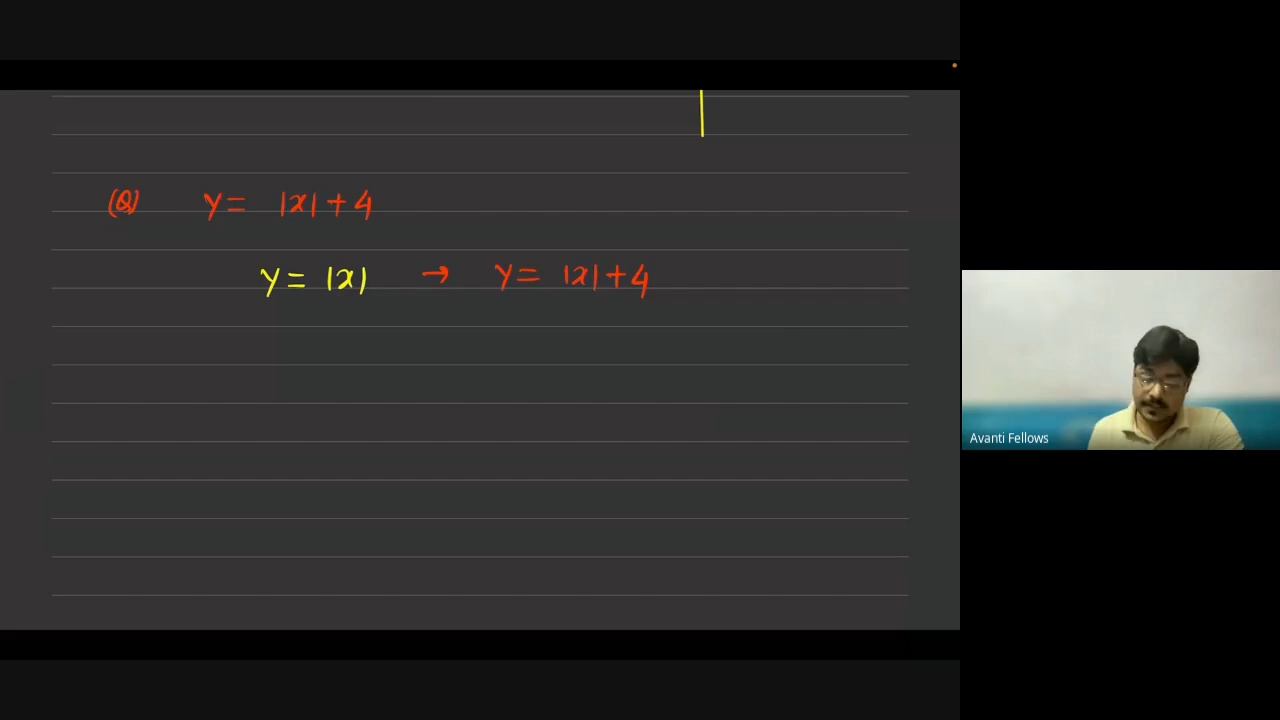 (Q) y = |x| + 4
y = |x| → y = |x| + 4
Avanti Fellows